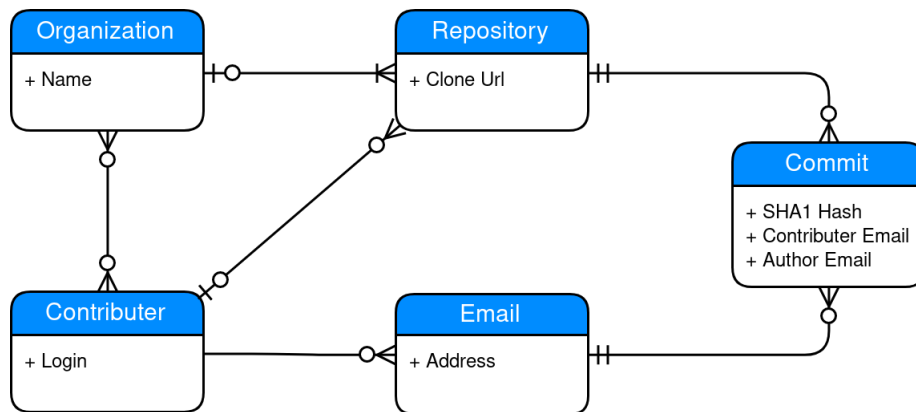 Organization
+ Name
Repository
+ Clone Url
Commit
+ SHA1 Hash
+ Contributer Email
+ Author Email
Contributer
+ Login
Email
+ Address